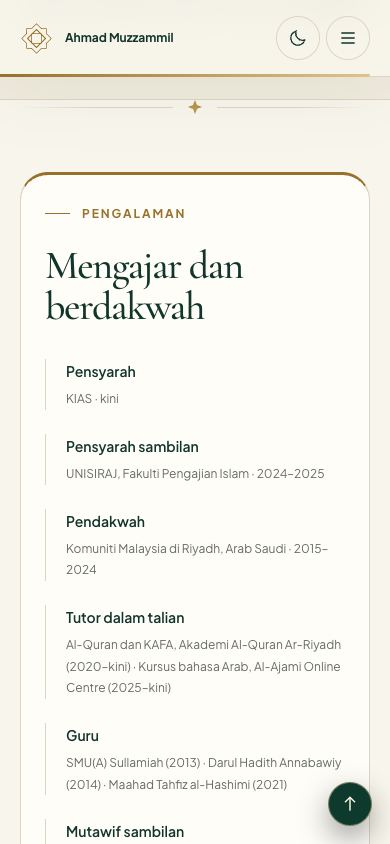 Ahmad Muzzammil
PENGALAMAN
Mengajar dan
berdakwah
Pensyarah
KIAS · kini
Pensyarah sambilan
UNISIRAJ, Fakulti Pengajian Islam · 2024–2025
Pendakwah
Komuniti Malaysia di Riyadh, Arab Saudi · 2015–
2024
Tutor dalam talian
Al-Quran dan KAFA, Akademi Al-Quran Ar-Riyadh
(2020–kini) · Kursus bahasa Arab, Al-Ajami Online
Centre (2025–kini)
Guru
SMU(A) Sullamiah (2013) · Darul Hadith Annabawiy
(2014) · Maahad Tahfiz al-Hashimi (2021)
Mutawif sambilan